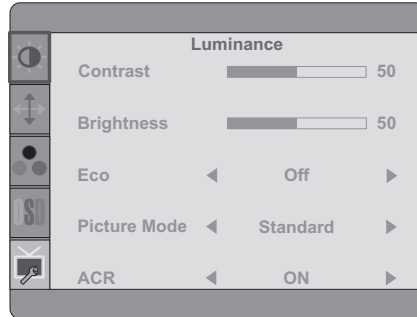 Luminance
Contrast 50
Brightness 50
Eco Off
Picture Mode Standard
OSD
ACR ON